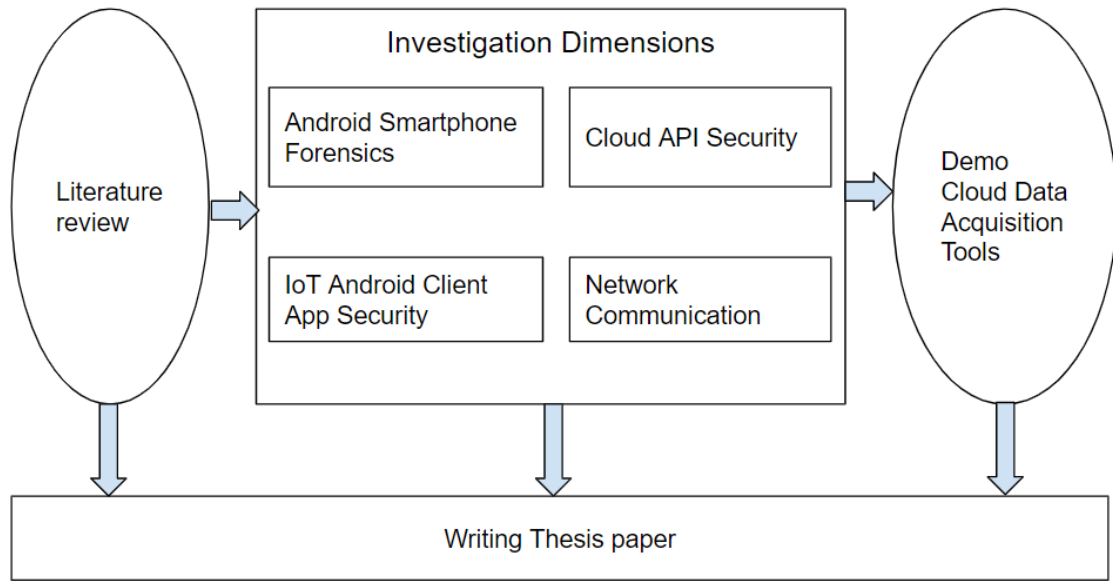 Literature
review
Investigation Dimensions
Android Smartphone
Forensics
Cloud API Security
IoT Android Client
App Security
Network
Communication
Demo
Cloud Data
Acquisition
Tools
Writing Thesis paper